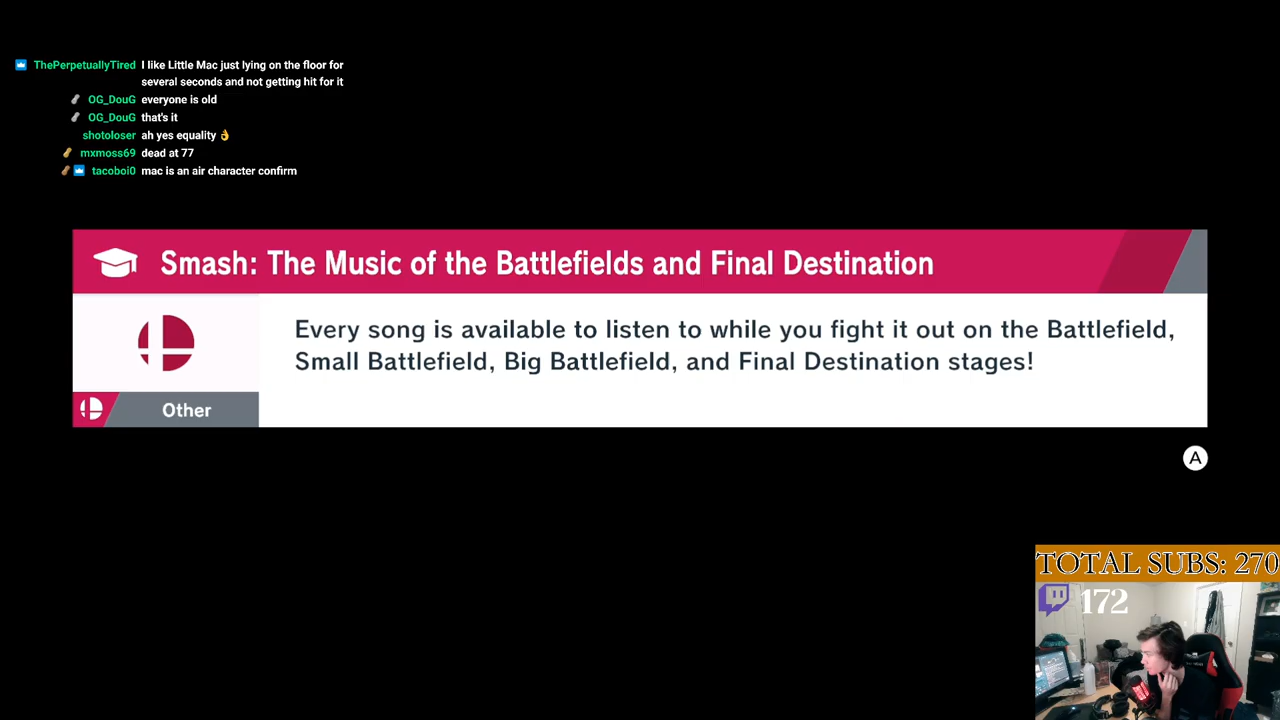 ThePerpetuallyTired I like Little Mac just lying on the floor for
several seconds and not getting hit for it
OG_DouG everyone is old
OG_DouG that's it
shotoloser ah yes equality 👌
mxmoss69 dead at 77
tacoboi0 mac is an air character confirm
Smash: The Music of the Battlefields and Final Destination
Every song is available to listen to while you fight it out on the Battlefield,
Small Battlefield, Big Battlefield, and Final Destination stages!
Other
A
TOTAL SUBS: 270
172